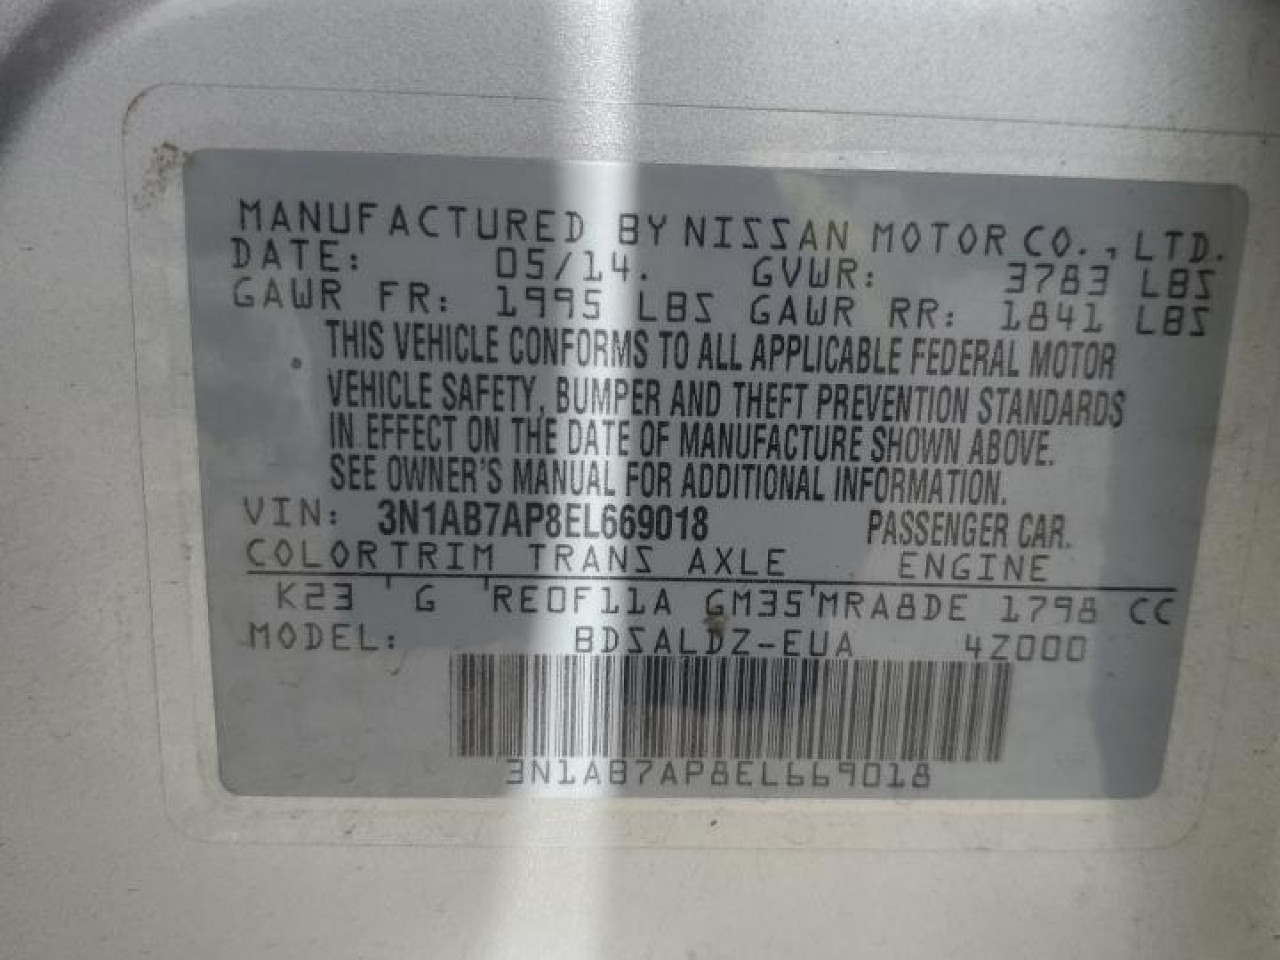 MANUFACTURED BY NISSAN MOTOR CO., LTD.
DATE: 05/14. GVWR: 3783 LBS
GAWR FR: 1995 LBS GAWR RR: 1841 LBS
THIS VEHICLE CONFORMS TO ALL APPLICABLE FEDERAL MOTOR
VEHICLE SAFETY, BUMPER AND THEFT PREVENTION STANDARDS
IN EFFECT ON THE DATE OF MANUFACTURE SHOWN ABOVE.
SEE OWNER'S MANUAL FOR ADDITIONAL INFORMATION.
VIN: 3N1AB7AP8EL669018 PASSENGER CAR.
COLOR TRIM TRANS AXLE ENGINE
K23 ' G ' RE0F11A GM35 ' MRA8DE 1798 CC
MODEL: BDSALDZ-EUA 4Z000
3N1AB7AP8EL669018